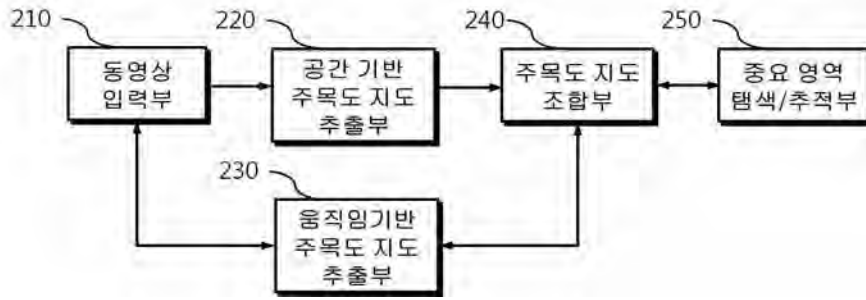 210
동영상
입력부
220
공간 기반
주목도 지도
추출부
240
주목도 지도
조합부
250
중요 영역
탬색/추적부
230
움직임기반
주목도 지도
추출부